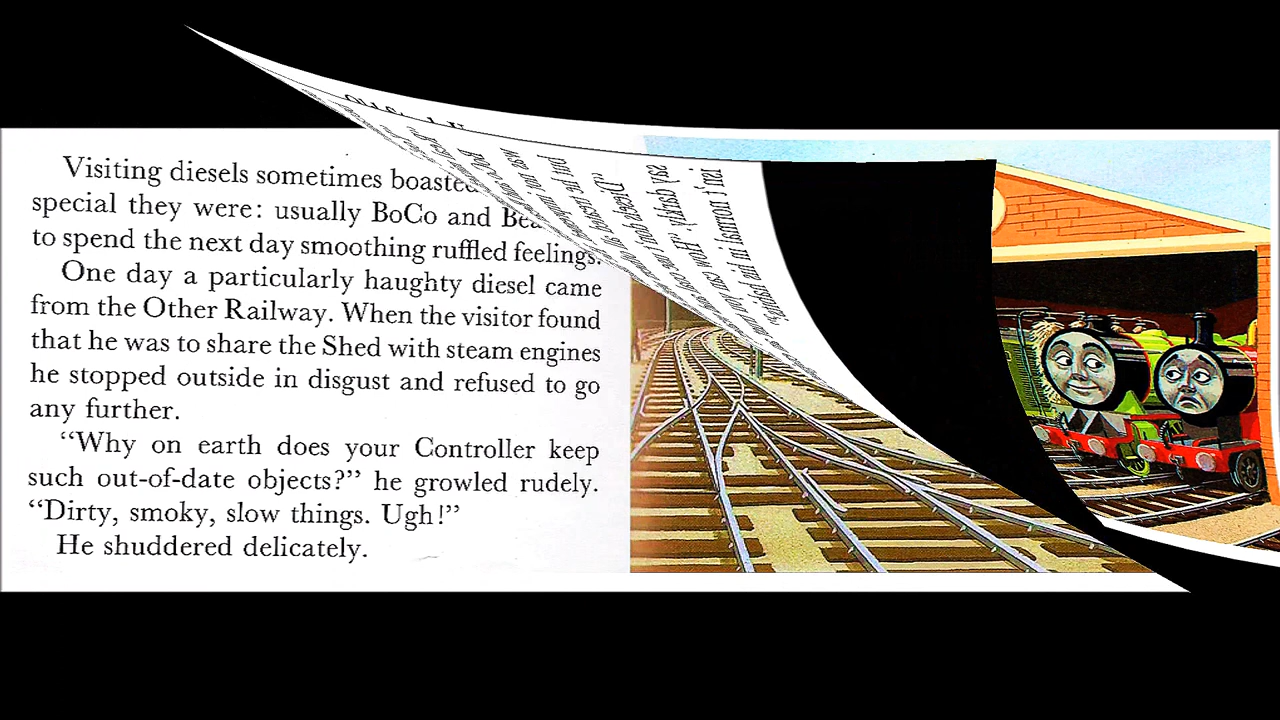 Visiting diesels sometimes boasted
special they were: usually BoCo and
to spend the next day smoothing ruffled feelings.
One day a particularly haughty diesel came
from the Other Railway. When the visitor found
that he was to share the Shed with steam engines
he stopped outside in disgust and refused to go
any further.
“Why on earth does your Controller keep
such out-of-date objects?” he growled rudely.
“Dirty, smoky, slow things. Ugh!”
He shuddered delicately.